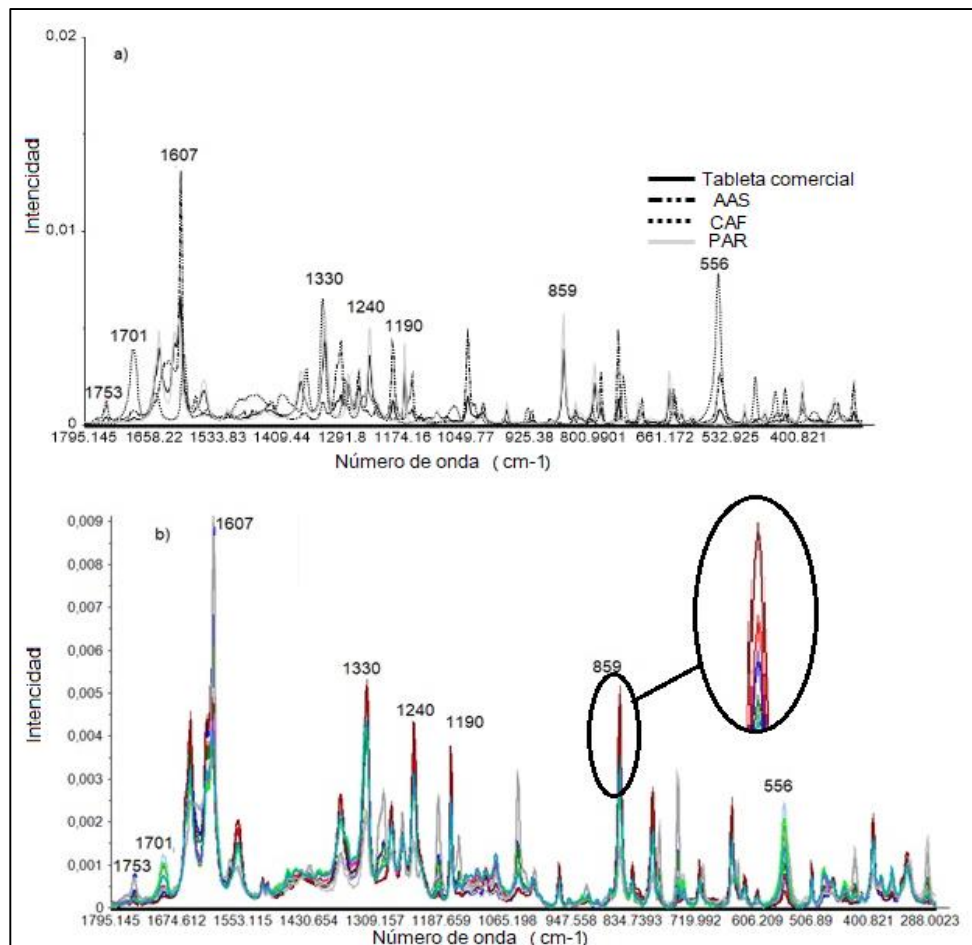 0,02
a)
1607
Intencidad
Tableta comercial
AAS
CAF
PAR
0,01
556
1330
859
1240
1701
1190
1753
0
1795.145 1658.22 1533.83 1409.44 1291.8 1174.16 1049.77 925.38 800.9901 661.172 532.925 400.821
Número de onda ( cm-1)
0,009
b)
1607
0,008
0,007
0,006
Intencidad
1330
859
0,005
1240
1190
0,004
0,003
556
0,002
1701
1753
0,001
0
1795.145 1674.612 1553.115 1430.654 1309.157 1187.659 1065.198 947.558 834.7393 719.992 606.209 506.89 400.821 288.0023
Número de onda (cm-1)